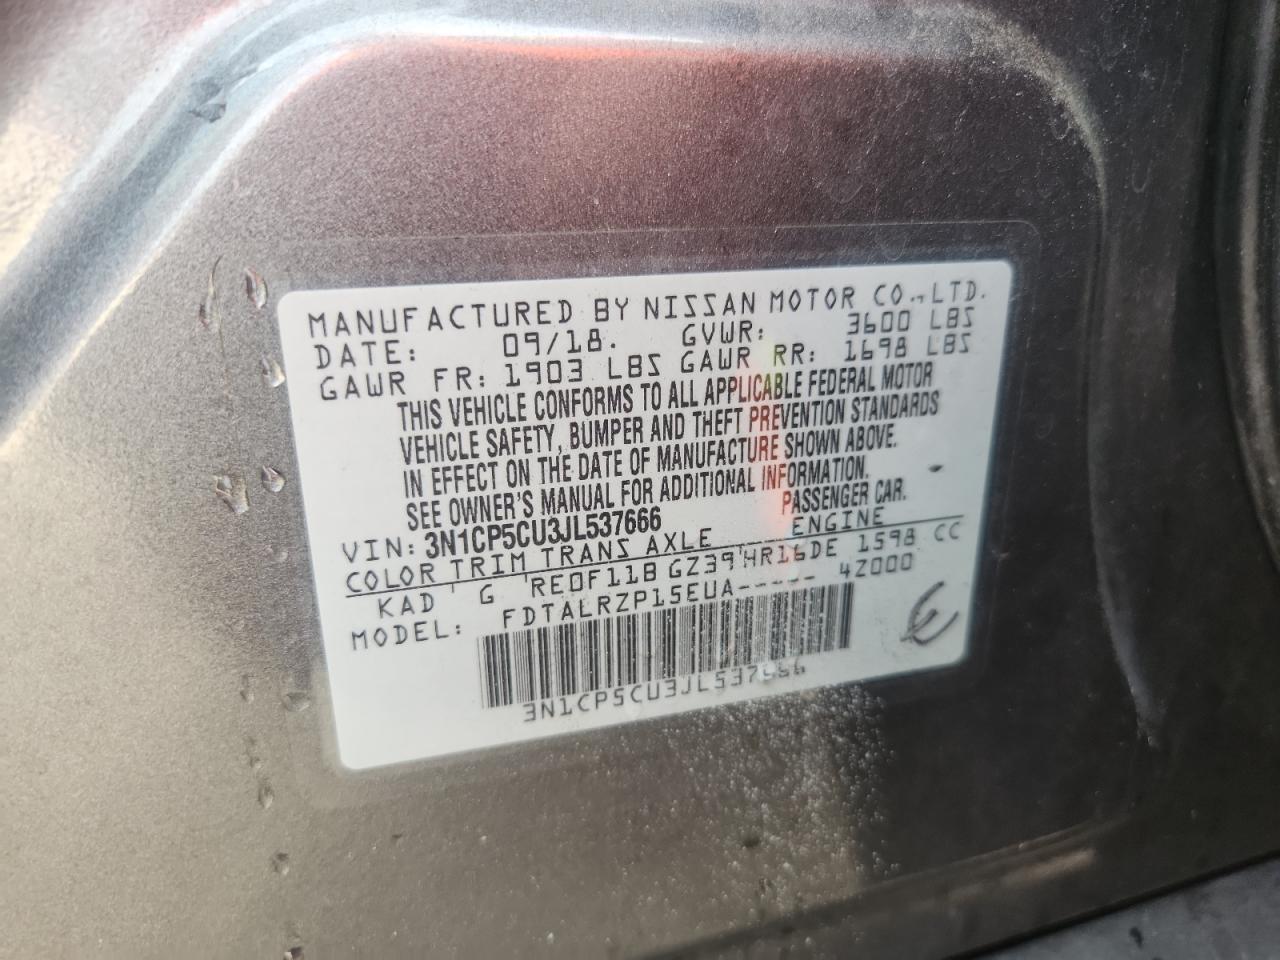 MANUFACTURED BY NISSAN MOTOR CO., LTD.
DATE: 09/18. GVWR: 3600 LBS
GAWR FR: 1903 LBS GAWR RR: 1698 LBS
THIS VEHICLE CONFORMS TO ALL APPLICABLE FEDERAL MOTOR
VEHICLE SAFETY, BUMPER AND THEFT PREVENTION STANDARDS
IN EFFECT ON THE DATE OF MANUFACTURE SHOWN ABOVE.
SEE OWNER'S MANUAL FOR ADDITIONAL INFORMATION.
VIN: 3N1CP5CU3JL537666 PASSENGER CAR.
COLOR TRIM TRANS AXLE ENGINE
KAD G RE0F11B GZ39 HR16DE 1598 CC
MODEL: FDTALRZP15EUA----- 4Z000
3N1CP5CU3JL537666